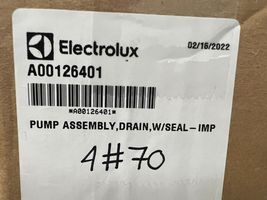 Electrolux 02/16/2022
A00126401
*A00126401*
PUMP ASSEMBLY,DRAIN,W/SEAL-IMP
4#70